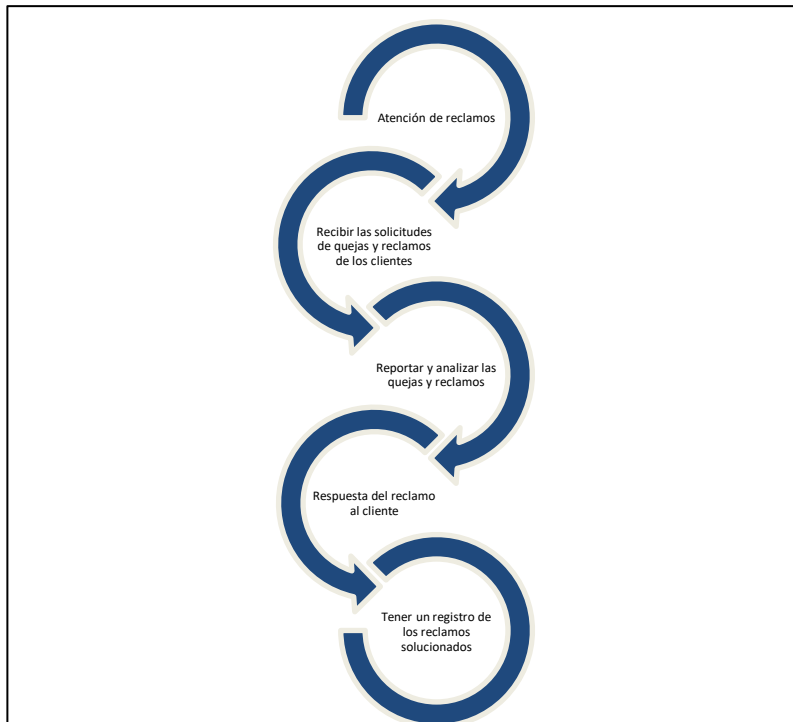 Atención de reclamos
Recibir las solicitudes
de quejas y reclamos
de los clientes
Reportar y analizar las
quejas y reclamos
Respuesta del reclamo
al cliente
Tener un registro de
los reclamos
solucionados